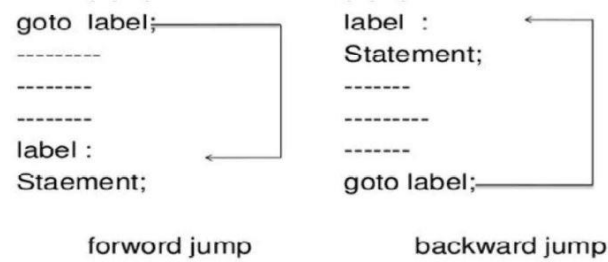 goto label;
---------
--------
--------
label :
Staement;
forword jump
label :
Statement;
-------
---------
-------
goto label;
backward jump